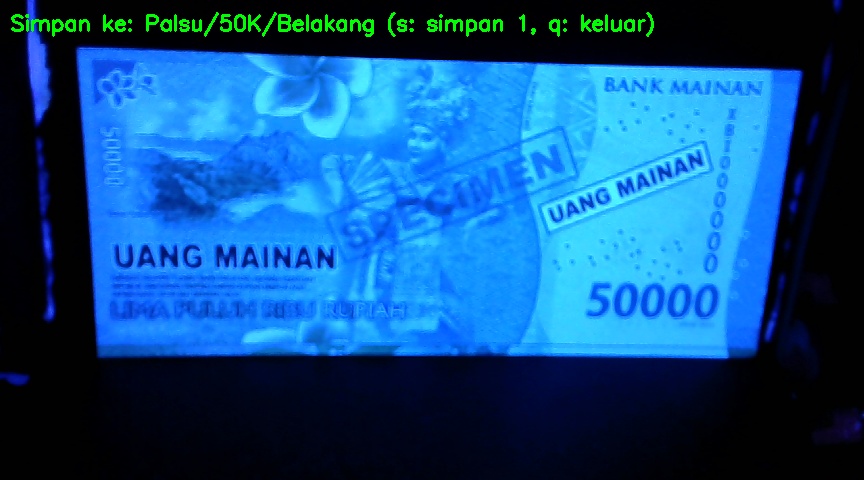 Simpan ke: Palsu/50K/Belakang (s: simpan 1, q: keluar)
BANK MAINAN
50000
SPECIMEN
UANG MAINAN
XBI000000
UANG MAINAN
50000
LIMA PULUH RIBU RUPIAH